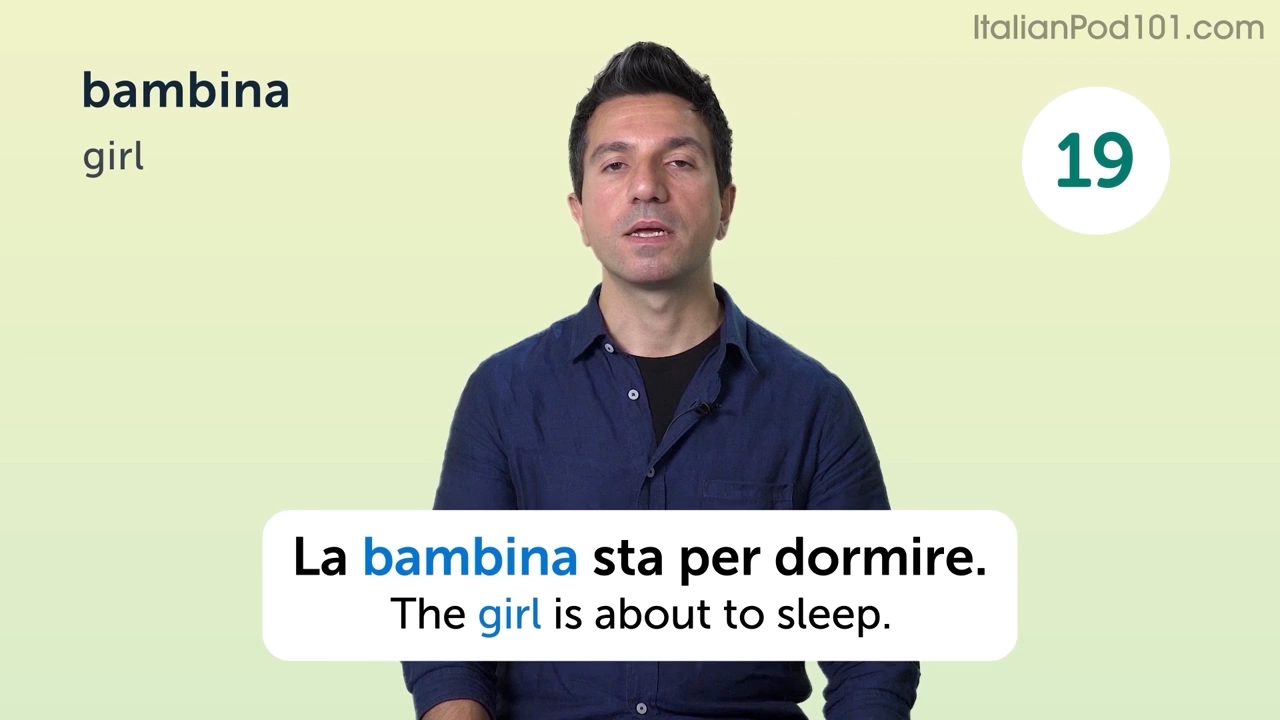 ItalianPod101.com
bambina
girl
19
La bambina sta per dormire.
The girl is about to sleep.